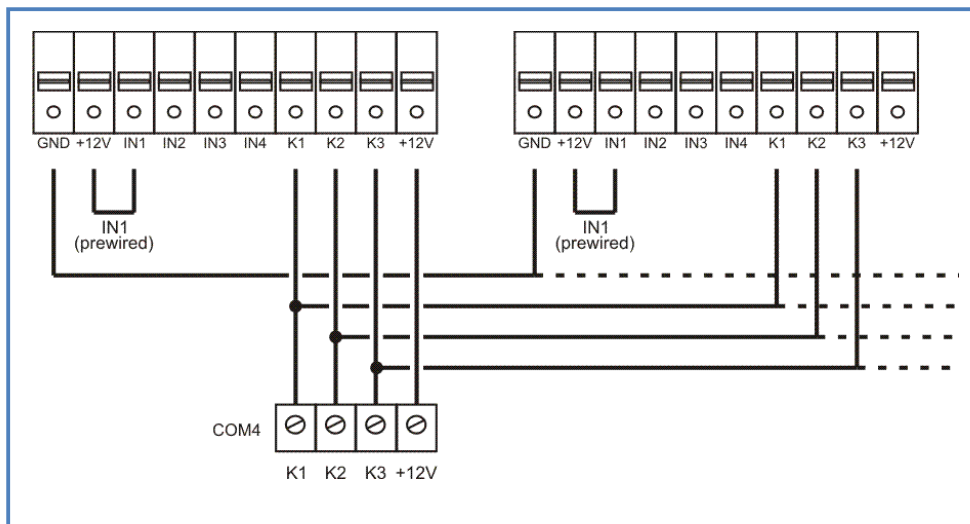 GND +12V IN1 IN2 IN3 IN4 K1 K2 K3 +12V
GND +12V IN1 IN2 IN3 IN4 K1 K2 K3 +12V
IN1
(prewired)
IN1
(prewired)
COM4
K1 K2 K3 +12V